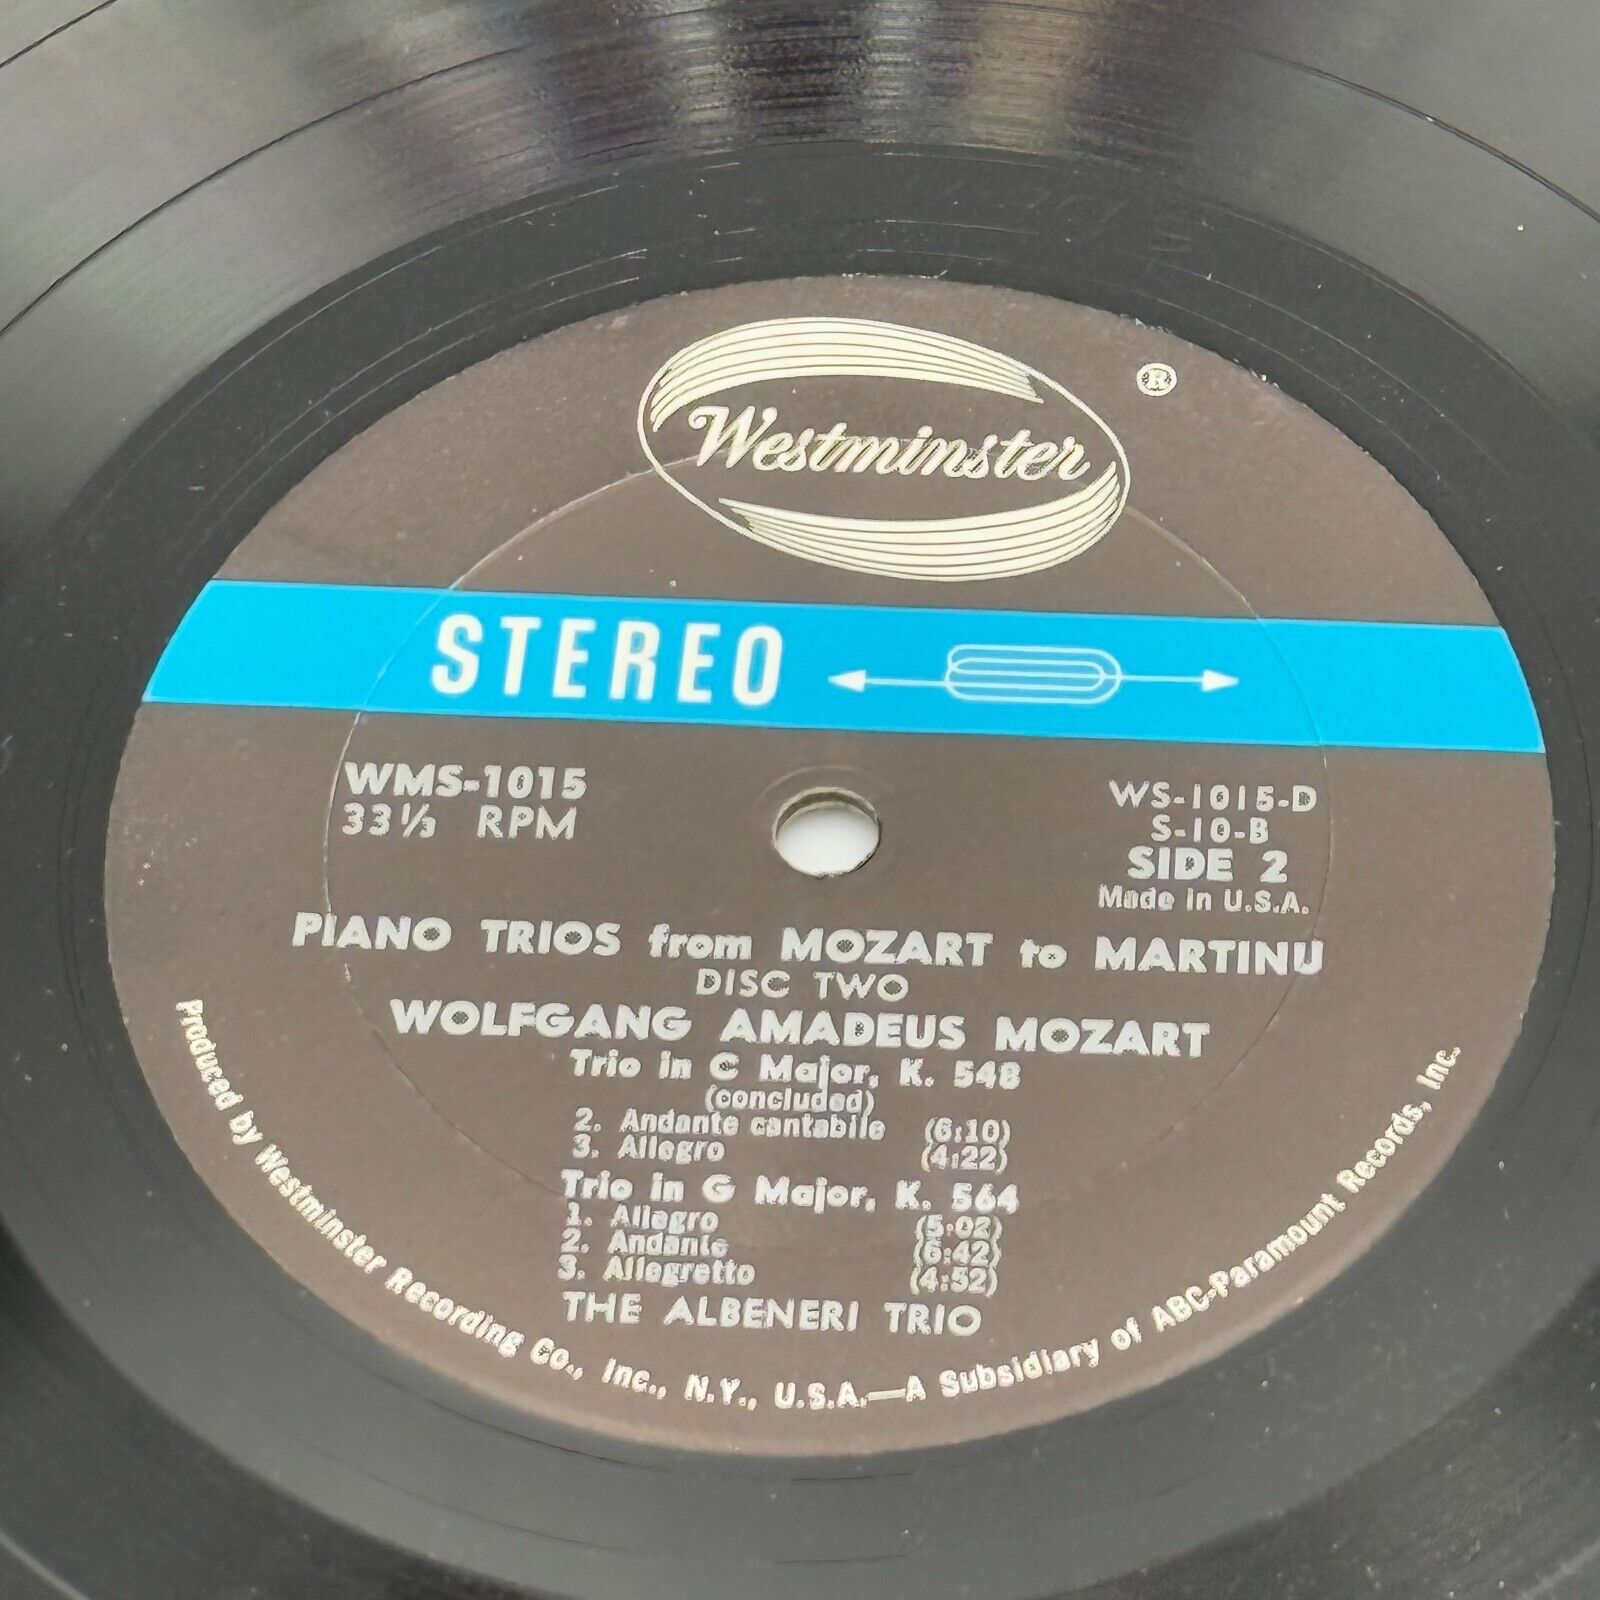 Westminster ®
STEREO
WMS-1015
33⅓ RPM
WS-1015-D
S-10-B
SIDE 2
Made in U.S.A.
PIANO TRIOS from MOZART to MARTINU
DISC TWO
WOLFGANG AMADEUS MOZART
Trio in C Major, K. 548
(concluded)
2. Andante cantabile (6:10)
3. Allegro (4:22)
Trio in G Major, K. 564
1. Allegro (5:02)
2. Andante (6:42)
3. Allegretto (4:52)
THE ALBENERI TRIO
Produced by Westminster Recording Co., Inc., N.Y., U.S.A.—A Subsidiary of ABC-Paramount Records, Inc.